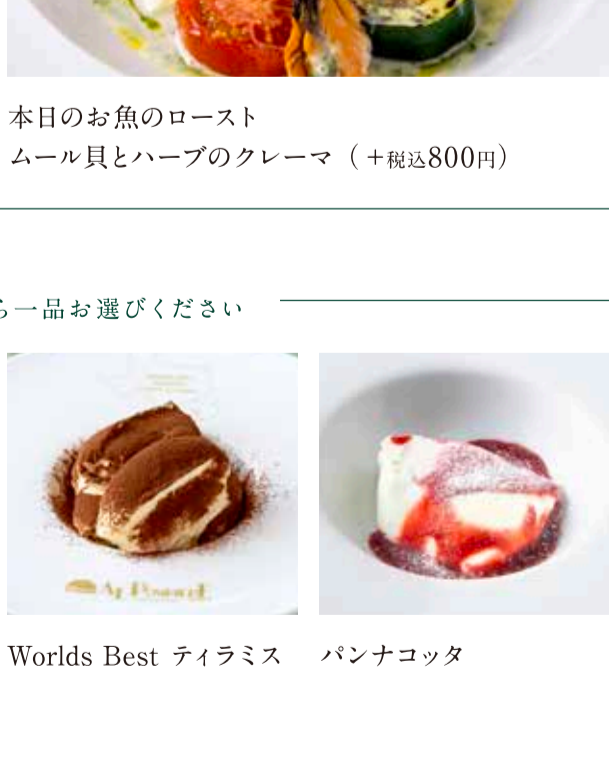 本日のお魚のロースト
ムール貝とハーブのクレーマ（＋税込800円）
一品お選びください
Worlds Best ティラミス
パンナコッタ